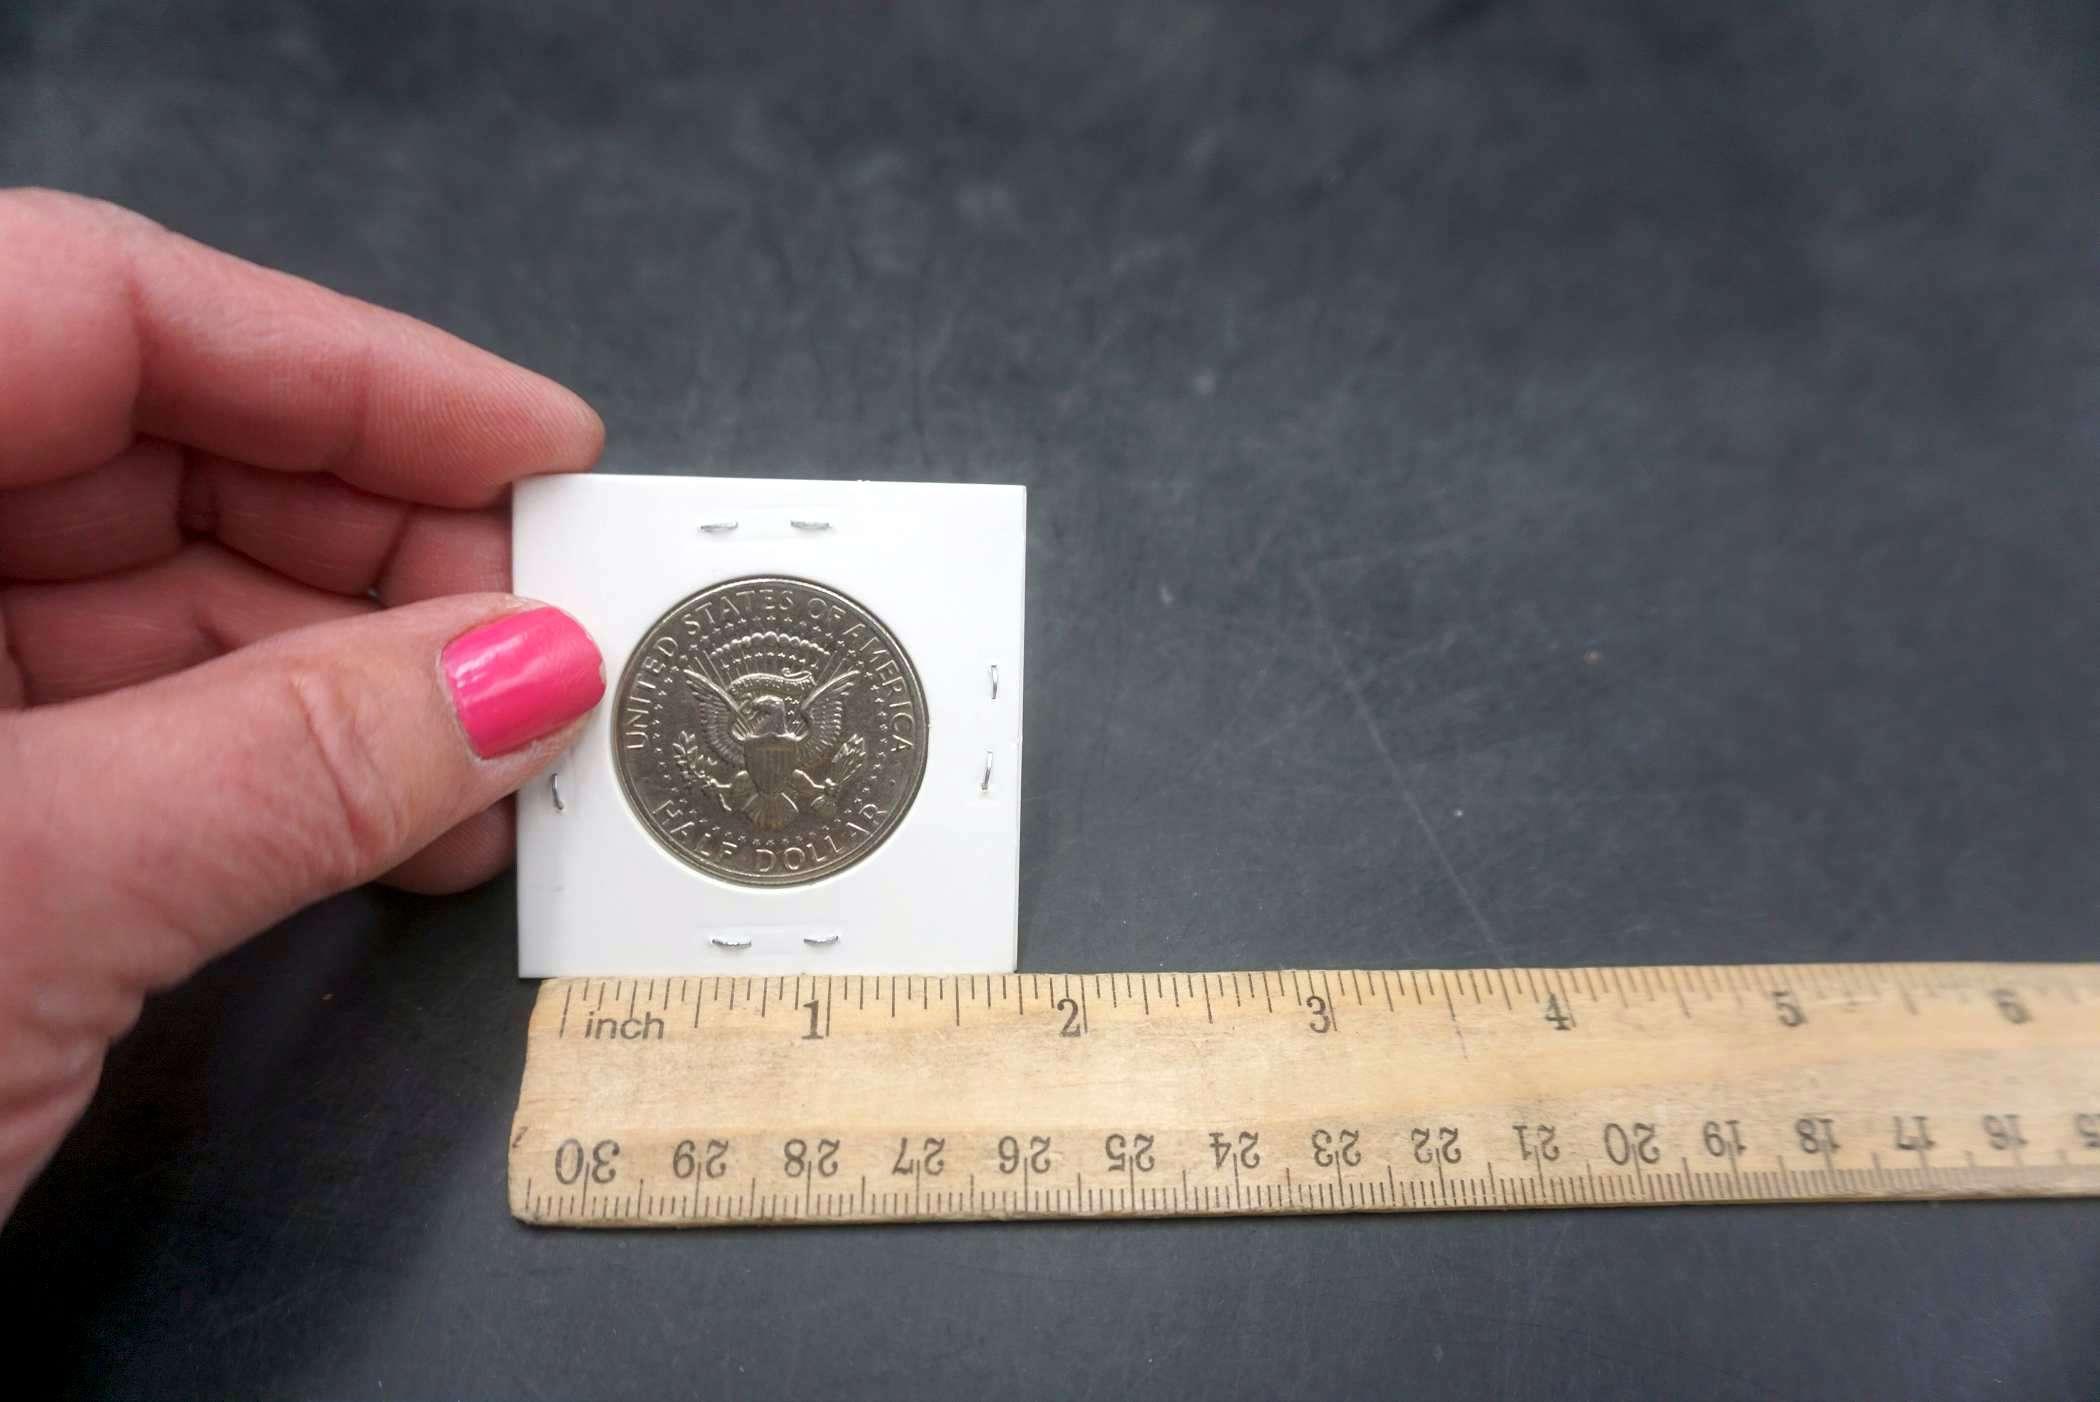 UNITED STATES OF AMERICA
HALF DOLLAR
inch 1 2 3 4 5 6
30 29 28 27 26 25 24 23 22 21 20 19 18 17 16 15